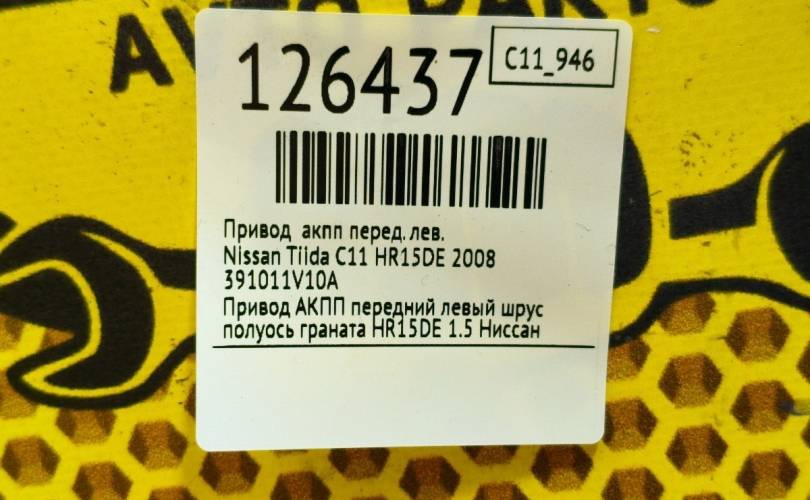 126437
C11_946
Привод акпп перед.лев.
Nissan Tiida C11 HR15DE 2008
391011V10A
Привод АКПП передний левый шрус
полуось граната HR15DE 1.5 Ниссан